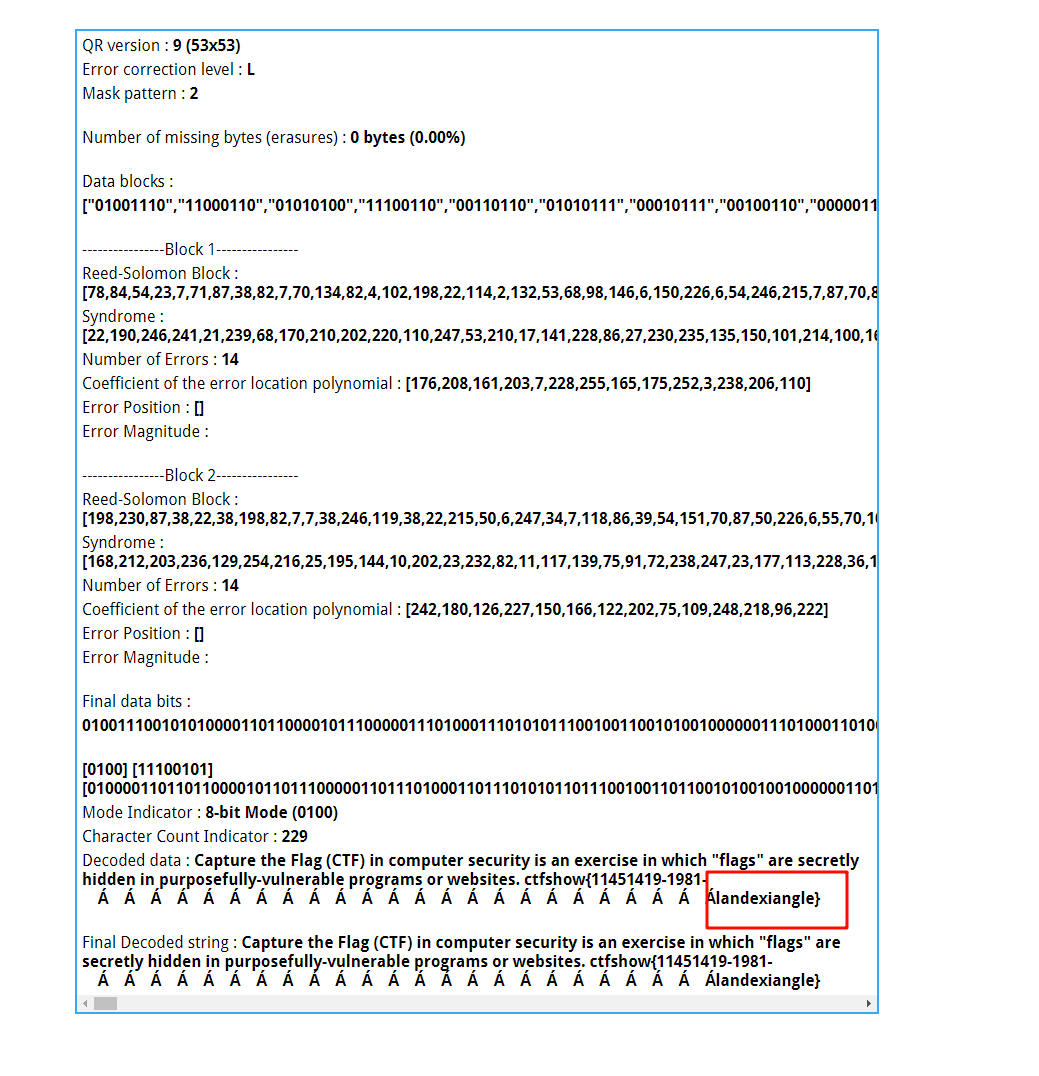 QR version : 9 (53x53)
Error correction level : L
Mask pattern : 2
Number of missing bytes (erasures) : 0 bytes (0.00%)
Data blocks :
["01001110","11000110","01010100","11100110","00110110","01010111","00010111","00100110","0000011
----------------Block 1----------------
Reed-Solomon Block :
[78,84,54,23,7,71,87,38,82,7,70,134,82,4,102,198,22,114,2,132,53,68,98,146,6,150,226,6,54,246,215,7,87,70,8
Syndrome :
[22,190,246,241,21,239,68,170,210,202,220,110,247,53,210,17,141,228,86,27,230,235,135,150,101,214,100,16
Number of Errors : 14
Coefficient of the error location polynomial : [176,208,161,203,7,228,255,165,175,252,3,238,206,110]
Error Position : []
Error Magnitude :
----------------Block 2----------------
Reed-Solomon Block :
[198,230,87,38,22,38,198,82,7,7,38,246,119,38,22,215,50,6,247,34,7,118,86,39,54,151,70,87,50,226,6,55,70,10
Syndrome :
[168,212,203,236,129,254,216,25,195,144,10,202,23,232,82,11,117,139,75,91,72,238,247,23,177,113,228,36,1
Number of Errors : 14
Coefficient of the error location polynomial : [242,180,126,227,150,166,122,202,75,109,248,218,96,222]
Error Position : []
Error Magnitude :
Final data bits :
0100111001010100001101100001011100000111010001110101011100100110010100100000011101000110100
[0100] [11100101]
[010000110110110000101101110000011011101000110111010101101110010011011001010010010000001101
Mode Indicator : 8-bit Mode (0100)
Character Count Indicator : 229
Decoded data : Capture the Flag (CTF) in computer security is an exercise in which "flags" are secretly
hidden in purposefully-vulnerable programs or websites. ctfshow{11451419-1981-
Á Á Á Á Á Á Á Á Á Á Á Á Á Á Á Á Á Á Á Á Á Á Á Álandexiangle}
Final Decoded string : Capture the Flag (CTF) in computer security is an exercise in which "flags" are
secretly hidden in purposefully-vulnerable programs or websites. ctfshow{11451419-1981-
Á Á Á Á Á Á Á Á Á Á Á Á Á Á Á Á Á Á Á Á Á Á Á Álandexiangle}